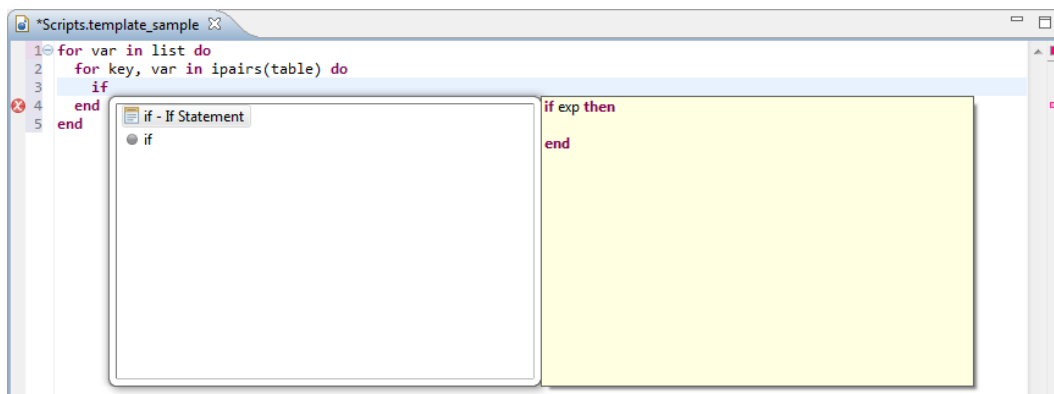 *Scripts.template_sample
1 for var in list do
2 for key, var in ipairs(table) do
3 if
4 end
5 end
if - If Statement
if
if exp then
end